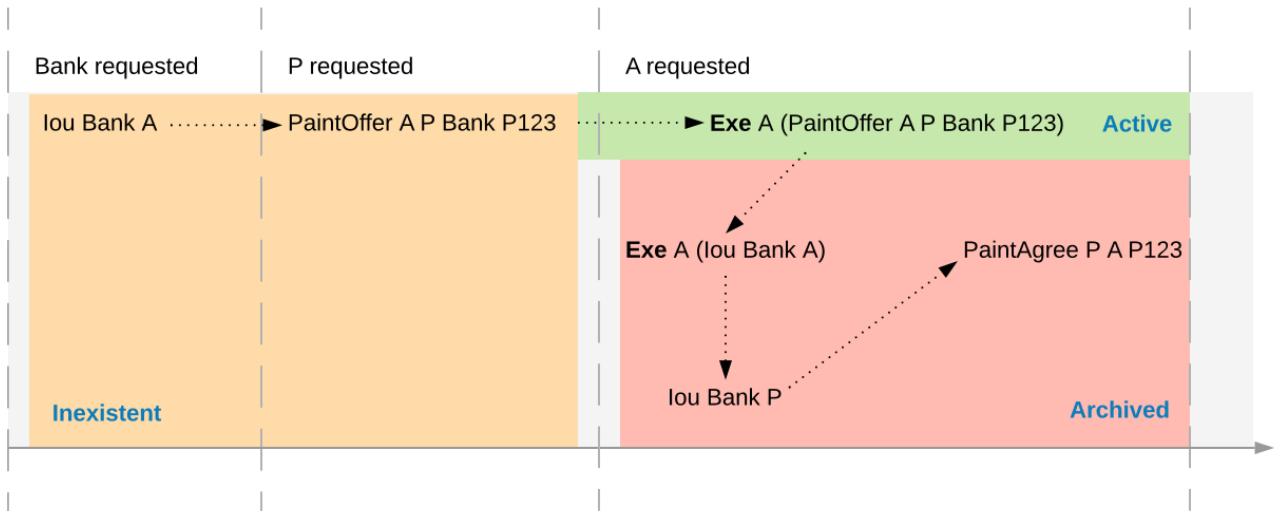 Bank requested
P requested
A requested
Iou Bank A
PaintOffer A P Bank P123
Exe A (PaintOffer A P Bank P123)
Active
Exe A (Iou Bank A)
PaintAgree P A P123
Iou Bank P
Inexistent
Archived